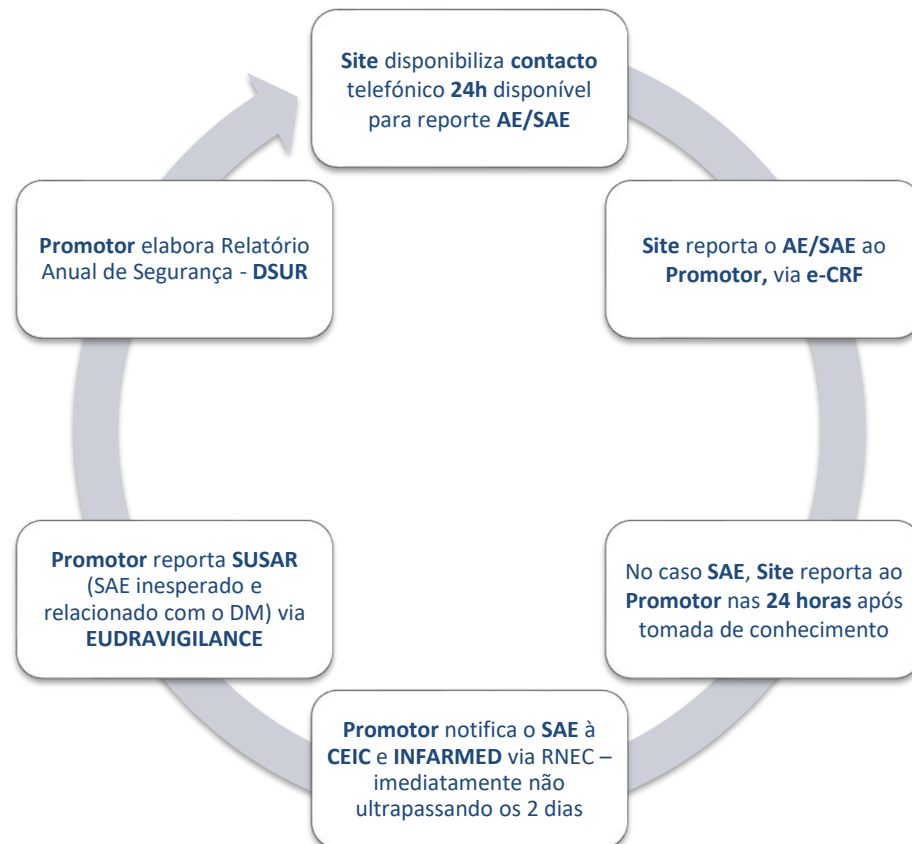 Site disponibiliza contacto
telefónico 24h disponível
para reporte AE/SAE
Site reporta o AE/SAE ao
Promotor, via e-CRF
No caso SAE, Site reporta ao
Promotor nas 24 horas após
tomada de conhecimento
Promotor notifica o SAE à
CEIC e INFARMED via RNEC –
imediatamente não
ultrapassando os 2 dias
Promotor reporta SUSAR
(SAE inesperado e
relacionado com o DM) via
EUDRAVIGILANCE
Promotor elabora Relatório
Anual de Segurança - DSUR